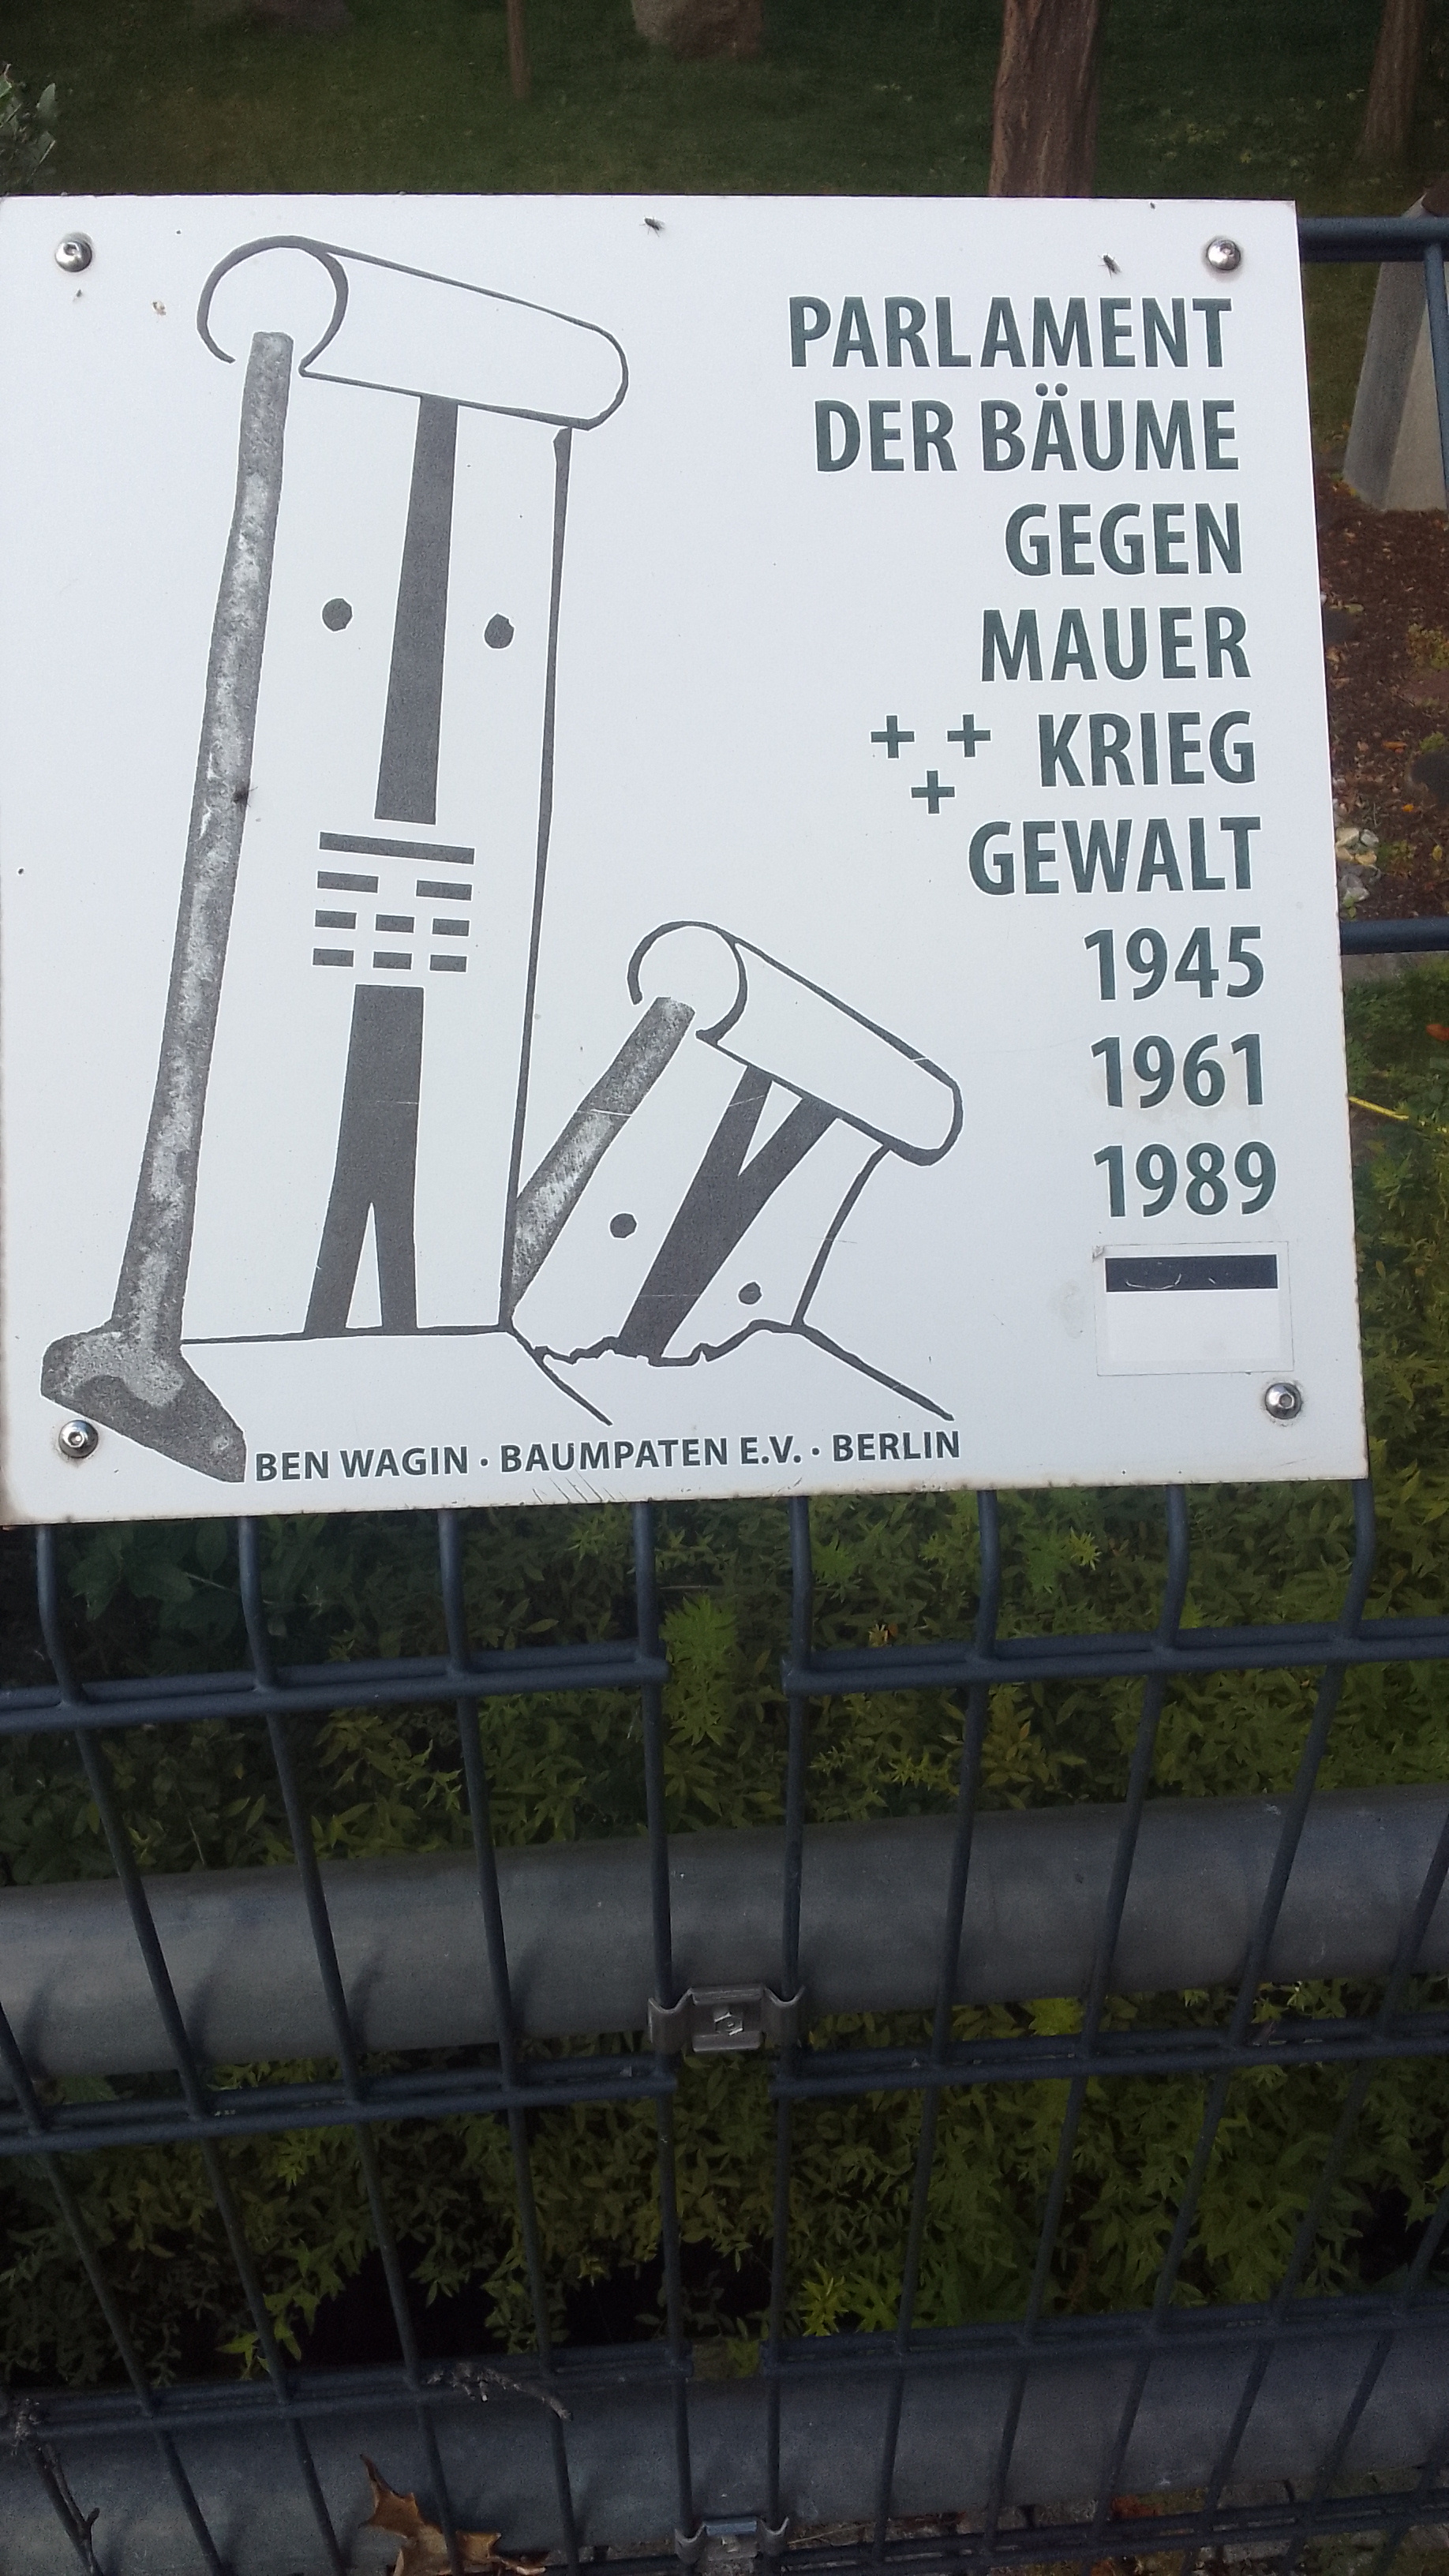 PARLAMENT
DER BÄUME
GEGEN
MAUER
+ + KRIEG
+
GEWALT
1945
1961
1989
BEN WAGIN · BAUMPATEN E.V. · BERLIN